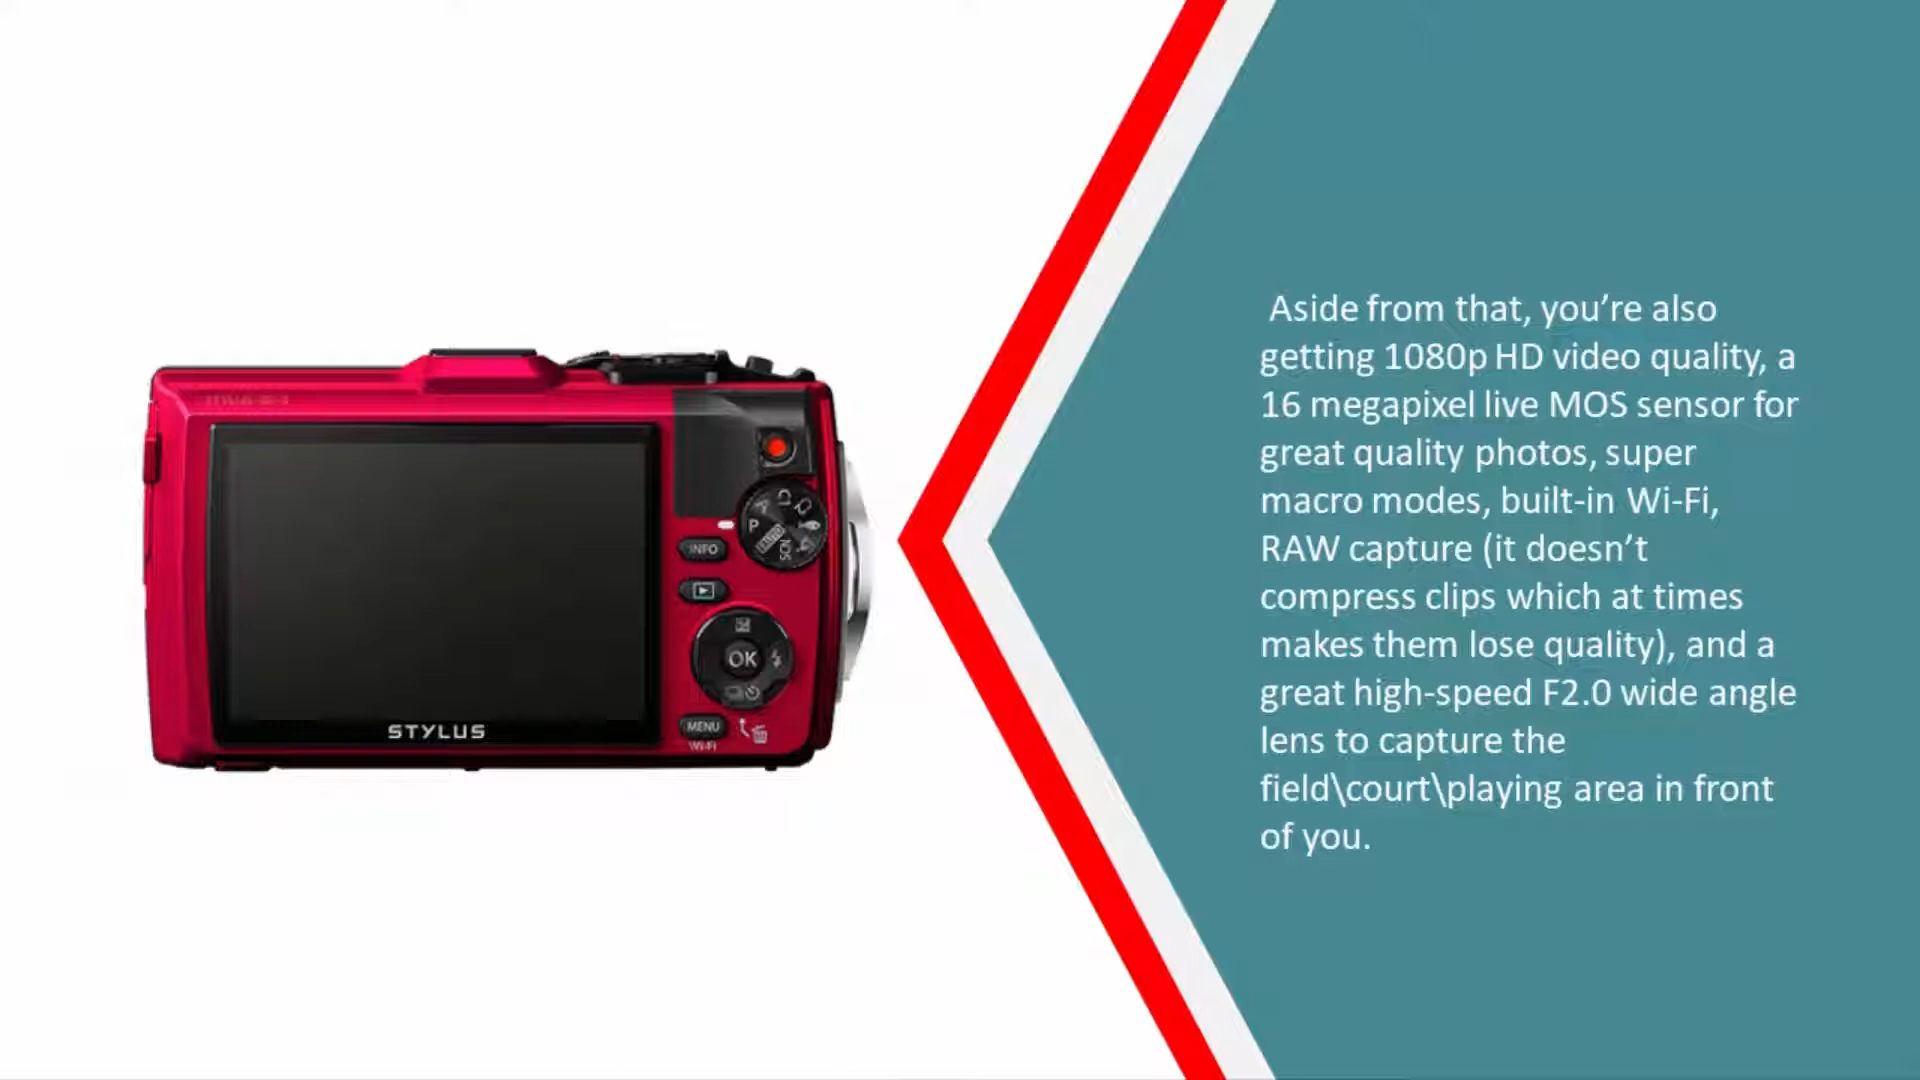 INFO
P
SOS
OK
MENU
Wi-Fi
STYLUS
Aside from that, you’re also
getting 1080p HD video quality, a
16 megapixel live MOS sensor for
great quality photos, super
macro modes, built-in Wi-Fi,
RAW capture (it doesn’t
compress clips which at times
makes them lose quality), and a
great high-speed F2.0 wide angle
lens to capture the
field\court\playing area in front
of you.